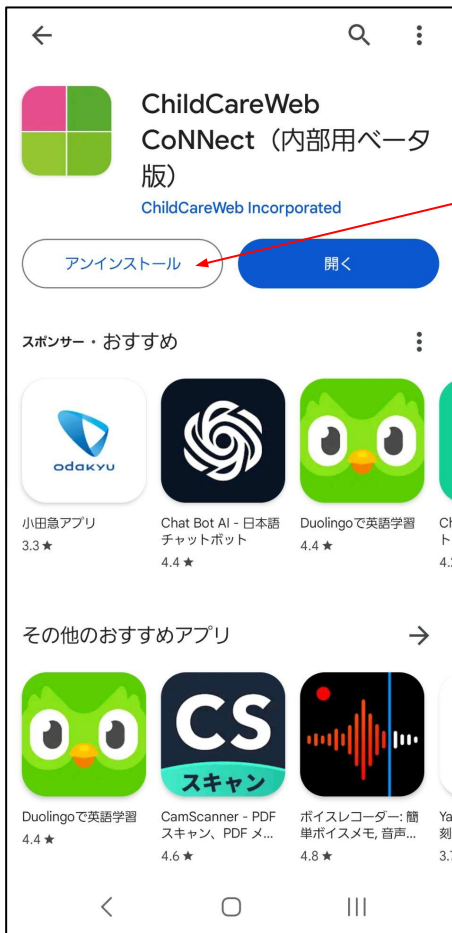 ChildCareWeb
CoNNect（内部用ベータ
版）
ChildCareWeb Incorporated
アンインストール
開く
スポンサー・おすすめ
odakyu
小田急アプリ
3.3★
Chat Bot AI - 日本語
チャットボット
4.4★
Duolingoで英語学習
4.4★
その他のおすすめアプリ
Duolingoで英語学習
4.4★
CS
スキャン
CamScanner - PDF
スキャン、PDF メ...
4.6★
ボイスレコーダー: 簡
単ボイスメモ, 音声...
4.8★